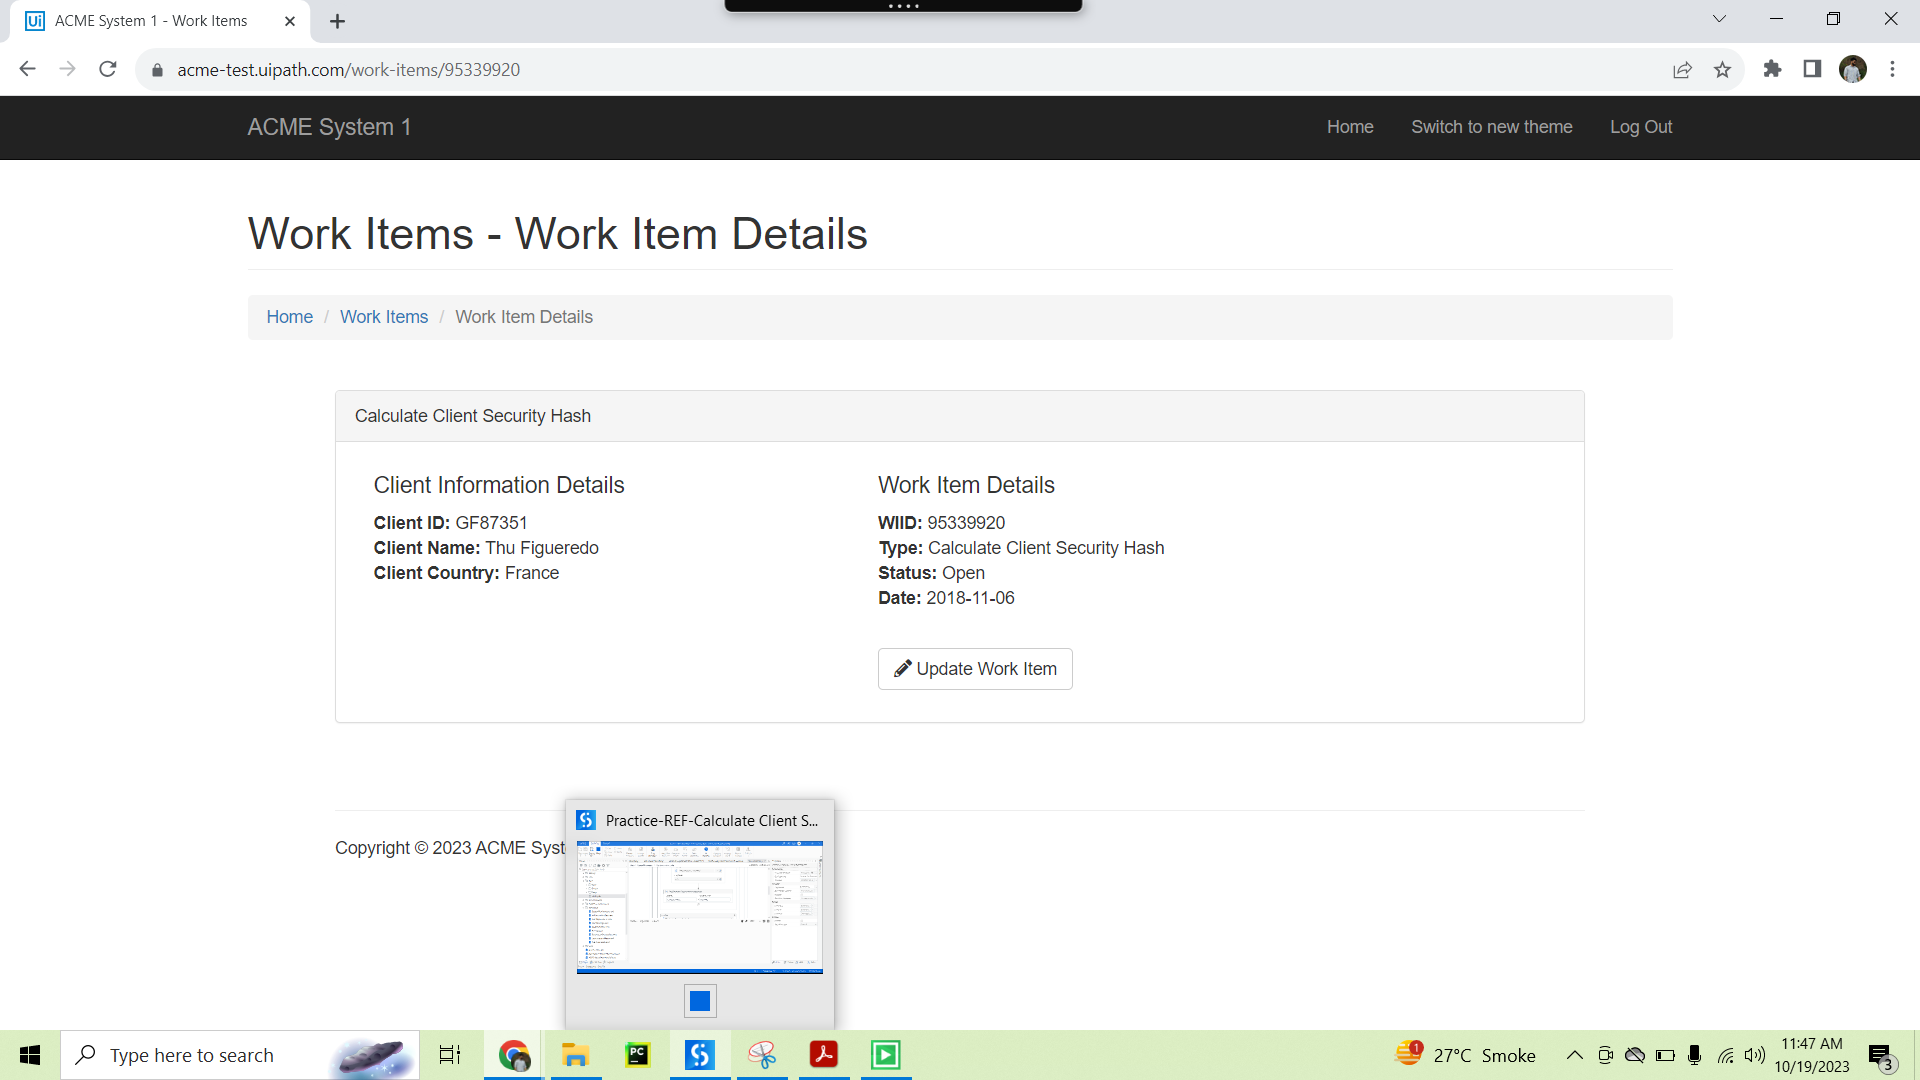 ACME System 1 - Work Items
acme-test.uipath.com/work-items/95339920
ACME System 1
Home
Switch to new theme
Log Out
Work Items - Work Item Details
Home / Work Items / Work Item Details
Calculate Client Security Hash
Client Information Details
Client ID: GF87351
Client Name: Thu Figueredo
Client Country: France
Work Item Details
WIID: 95339920
Type: Calculate Client Security Hash
Status: Open
Date: 2018-11-06
Update Work Item
Practice-REF-Calculate Client S...
Copyright © 2023 ACME Syst
Type here to search
PC
1
27°C Smoke
11:47 AM
10/19/2023
3